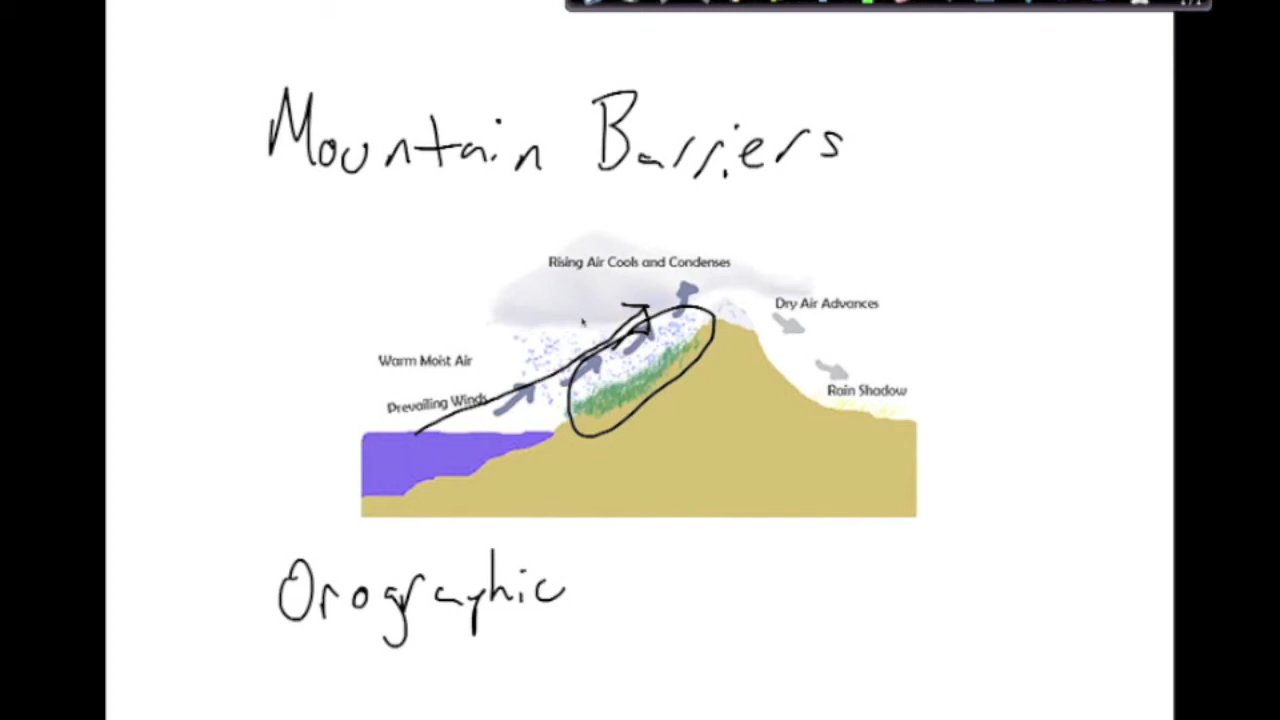 Mountain Barriers
Rising Air Cools and Condenses
Dry Air Advances
Warm Moist Air
Rain Shadow
Prevailing Winds
Orographic